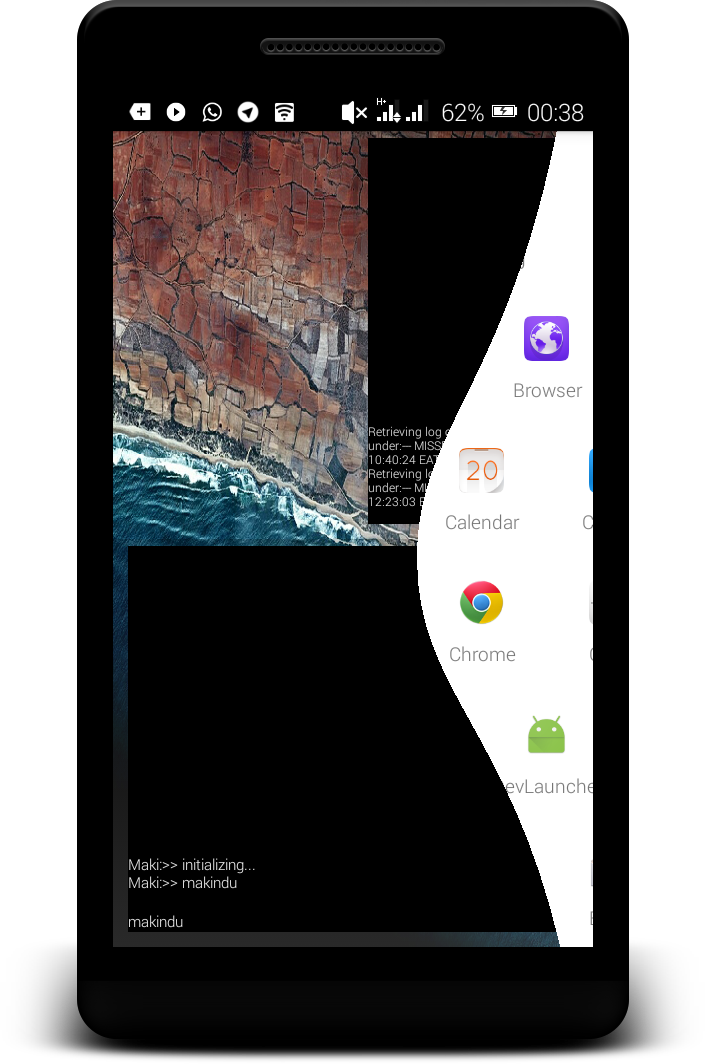 H+
62%
00:38
Browser
Retrieving log
under:--- MISS
10:40:24 EAT
20
Retrieving
under:---
12:23:03
Calendar
Chrome
evLaunche
Maki:>> initializing...
Maki:>> makindu
makindu